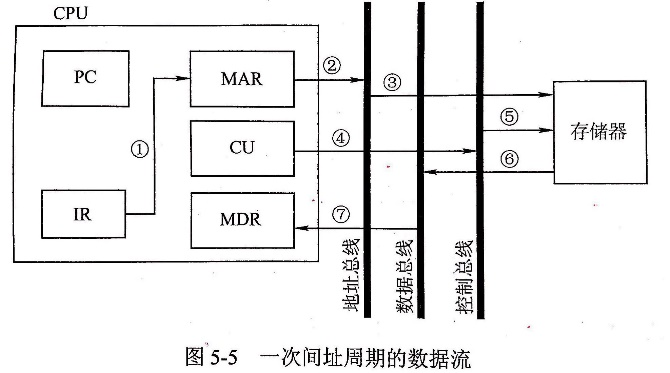 CPU
PC
MAR
②
③
⑤
存储器
①
CU
④
⑥
IR
MDR
⑦
地址总线
数据总线
控制总线
图 5-5 一次间址周期的数据流